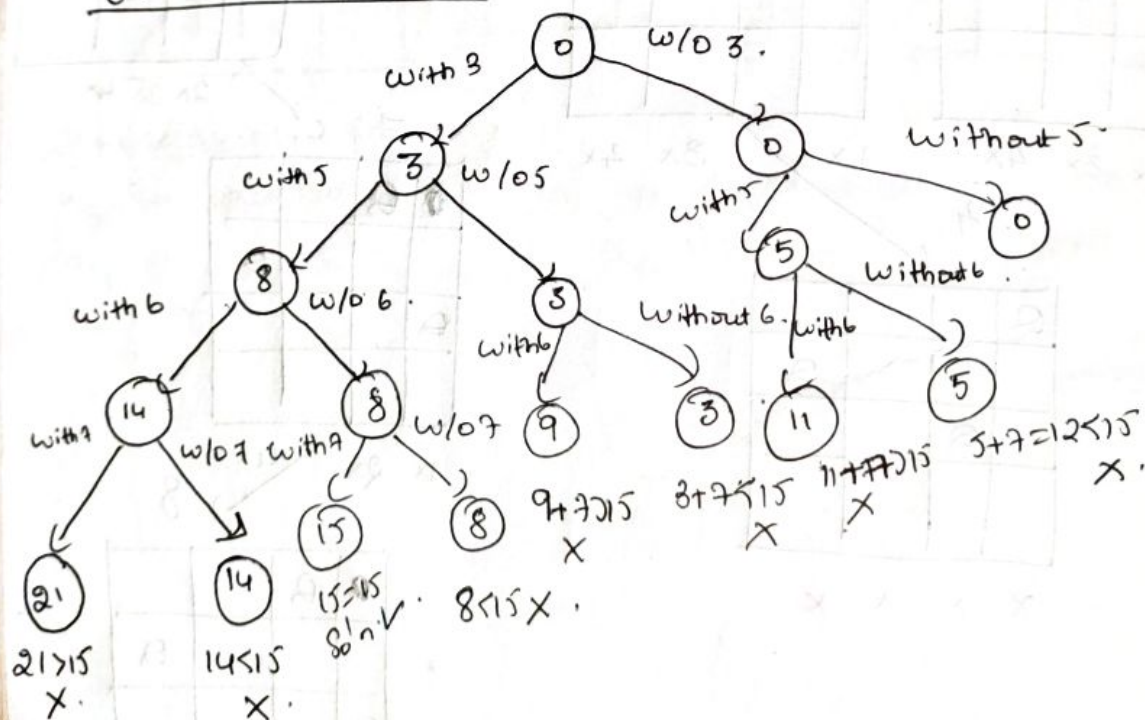 0
w/o 3.
with 3
3
0
without 5
with 5
w/o 5
with 5
0
8
5
with 6
w/o 6.
3
without 6.
with 6
without 6.
with 6
14
8
9
3
11
5
with 7
w/o 7
with 7
w/o 7
5+7=12<15
X.
15
8
9+7>15
X
3+7<15
X
X
21
14
15=15
sol'n ✓.
8<15 X.
21>15
X.
14<15
X.